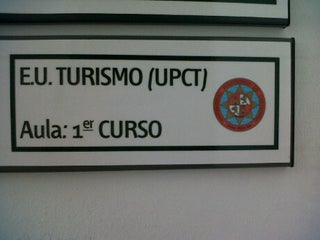 E.U. TURISMO (UPCT)
Aula: 1er CURSO